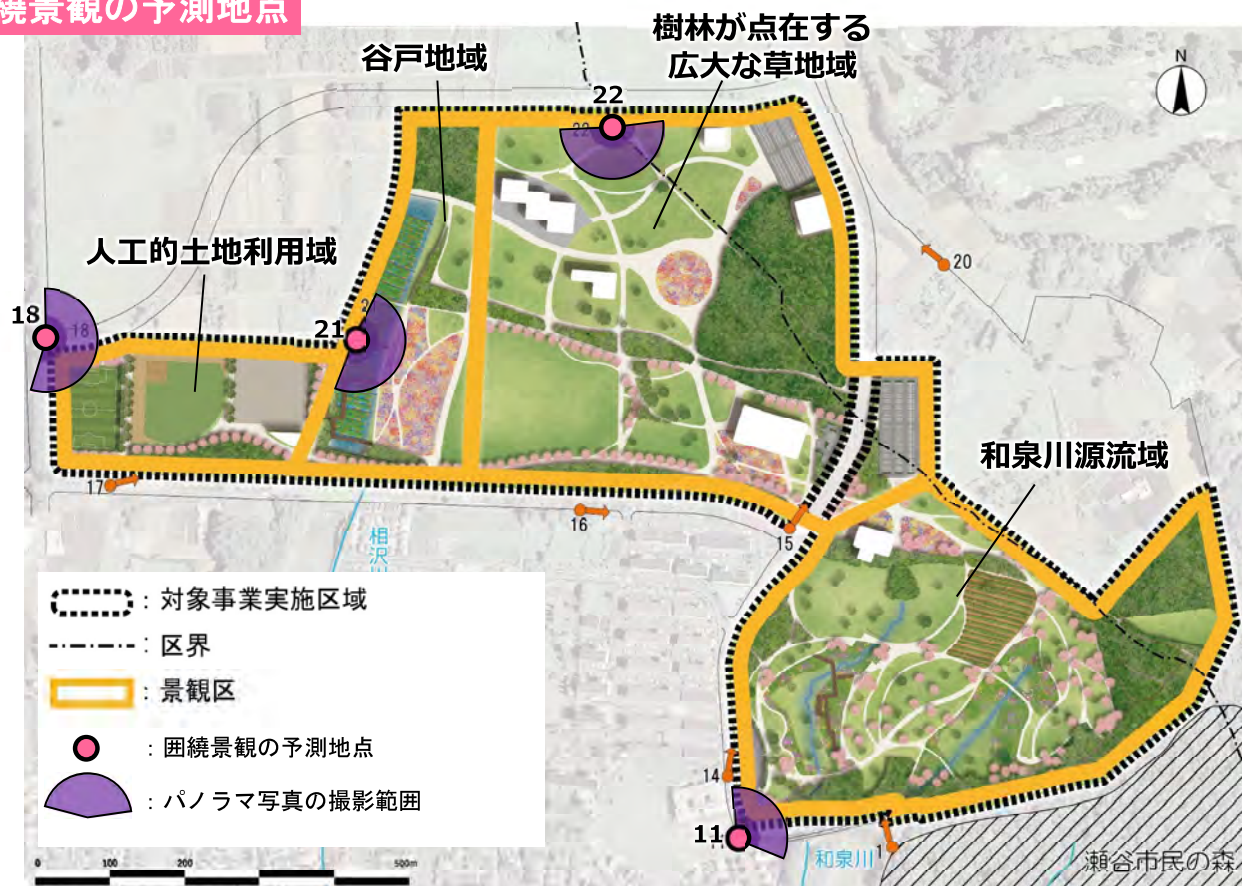 繞景観の予測地点
樹林が点在する
広大な草地域
谷戸地域
N
22
22
人工的土地利用域
20
18
18
21
2
和泉川源流域
17
16
15
相沢川
: 対象事業実施区域
: 区界
: 景観区
: 囲繞景観の予測地点
: パノラマ写真の撮影範囲
14
11
1
和泉川
瀬谷市民の森
0 100 200 500m